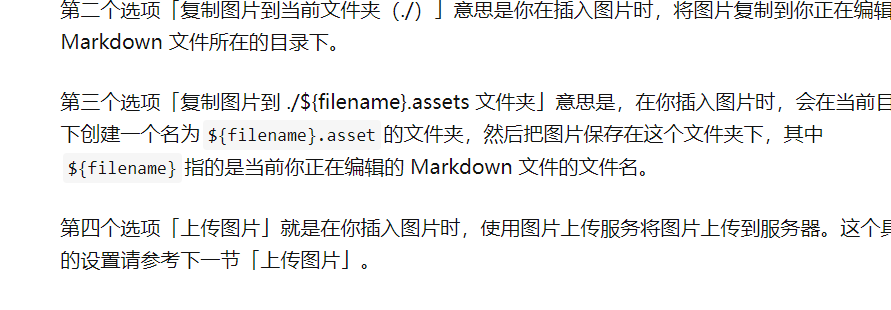 第二个选项「复制图片到当前文件夹（./）」意思是你在插入图片时，将图片复制到你正在编辑
Markdown 文件所在的目录下。
第三个选项「复制图片到 ./${filename}.assets 文件夹」意思是，在你插入图片时，会在当前目
下创建一个名为 ${filename}.asset 的文件夹，然后把图片保存在这个文件夹下，其中
${filename} 指的是当前你正在编辑的 Markdown 文件的文件名。
第四个选项「上传图片」就是在你插入图片时，使用图片上传服务将图片上传到服务器。这个具
的设置请参考下一节「上传图片」。